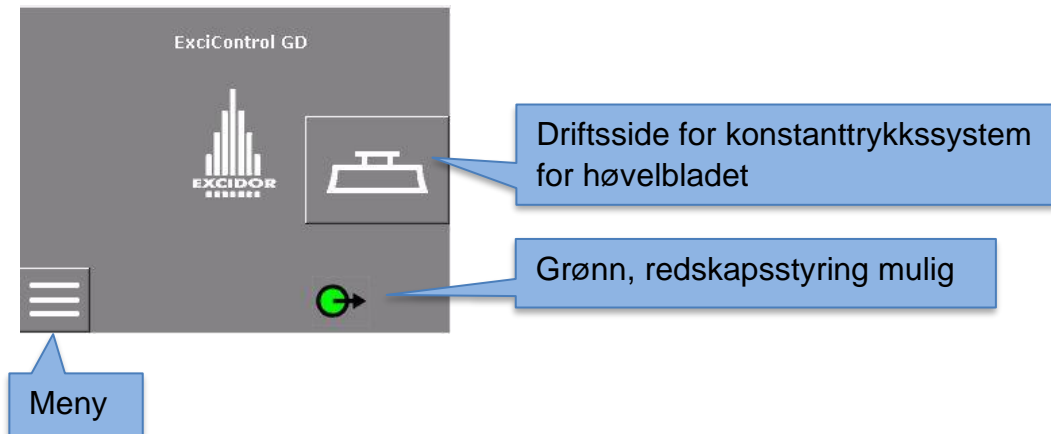 ExciControl GD
EXCIDOR
Driftsside for konstanttrykkssystem
for høvelbladet
Grønn, redskapsstyring mulig
Meny